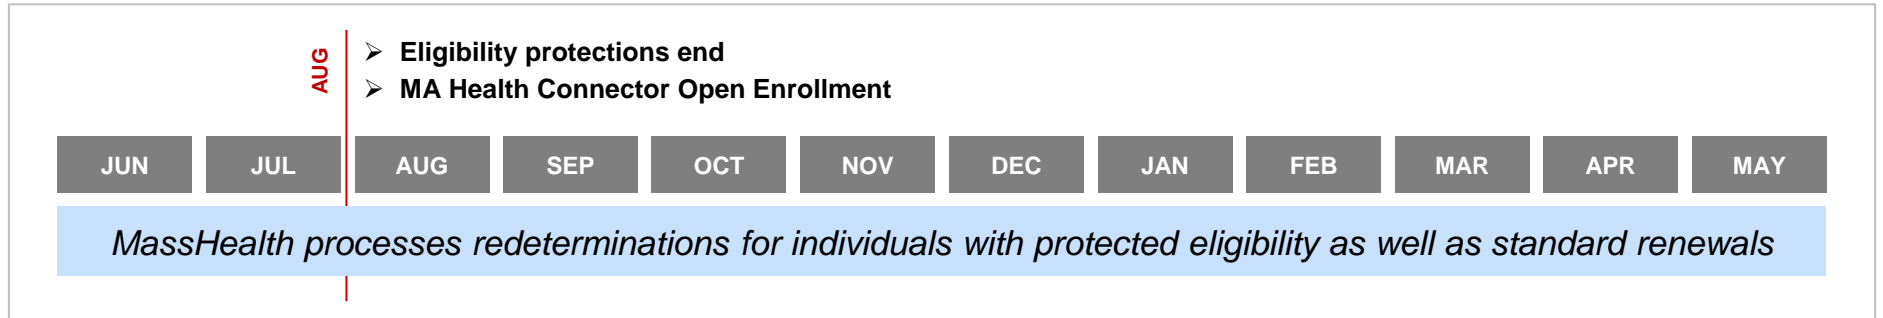 AUG
➢ Eligibility protections end
➢ MA Health Connector Open Enrollment
JUN JUL AUG SEP OCT NOV DEC JAN FEB MAR APR MAY
MassHealth processes redeterminations for individuals with protected eligibility as well as standard renewals